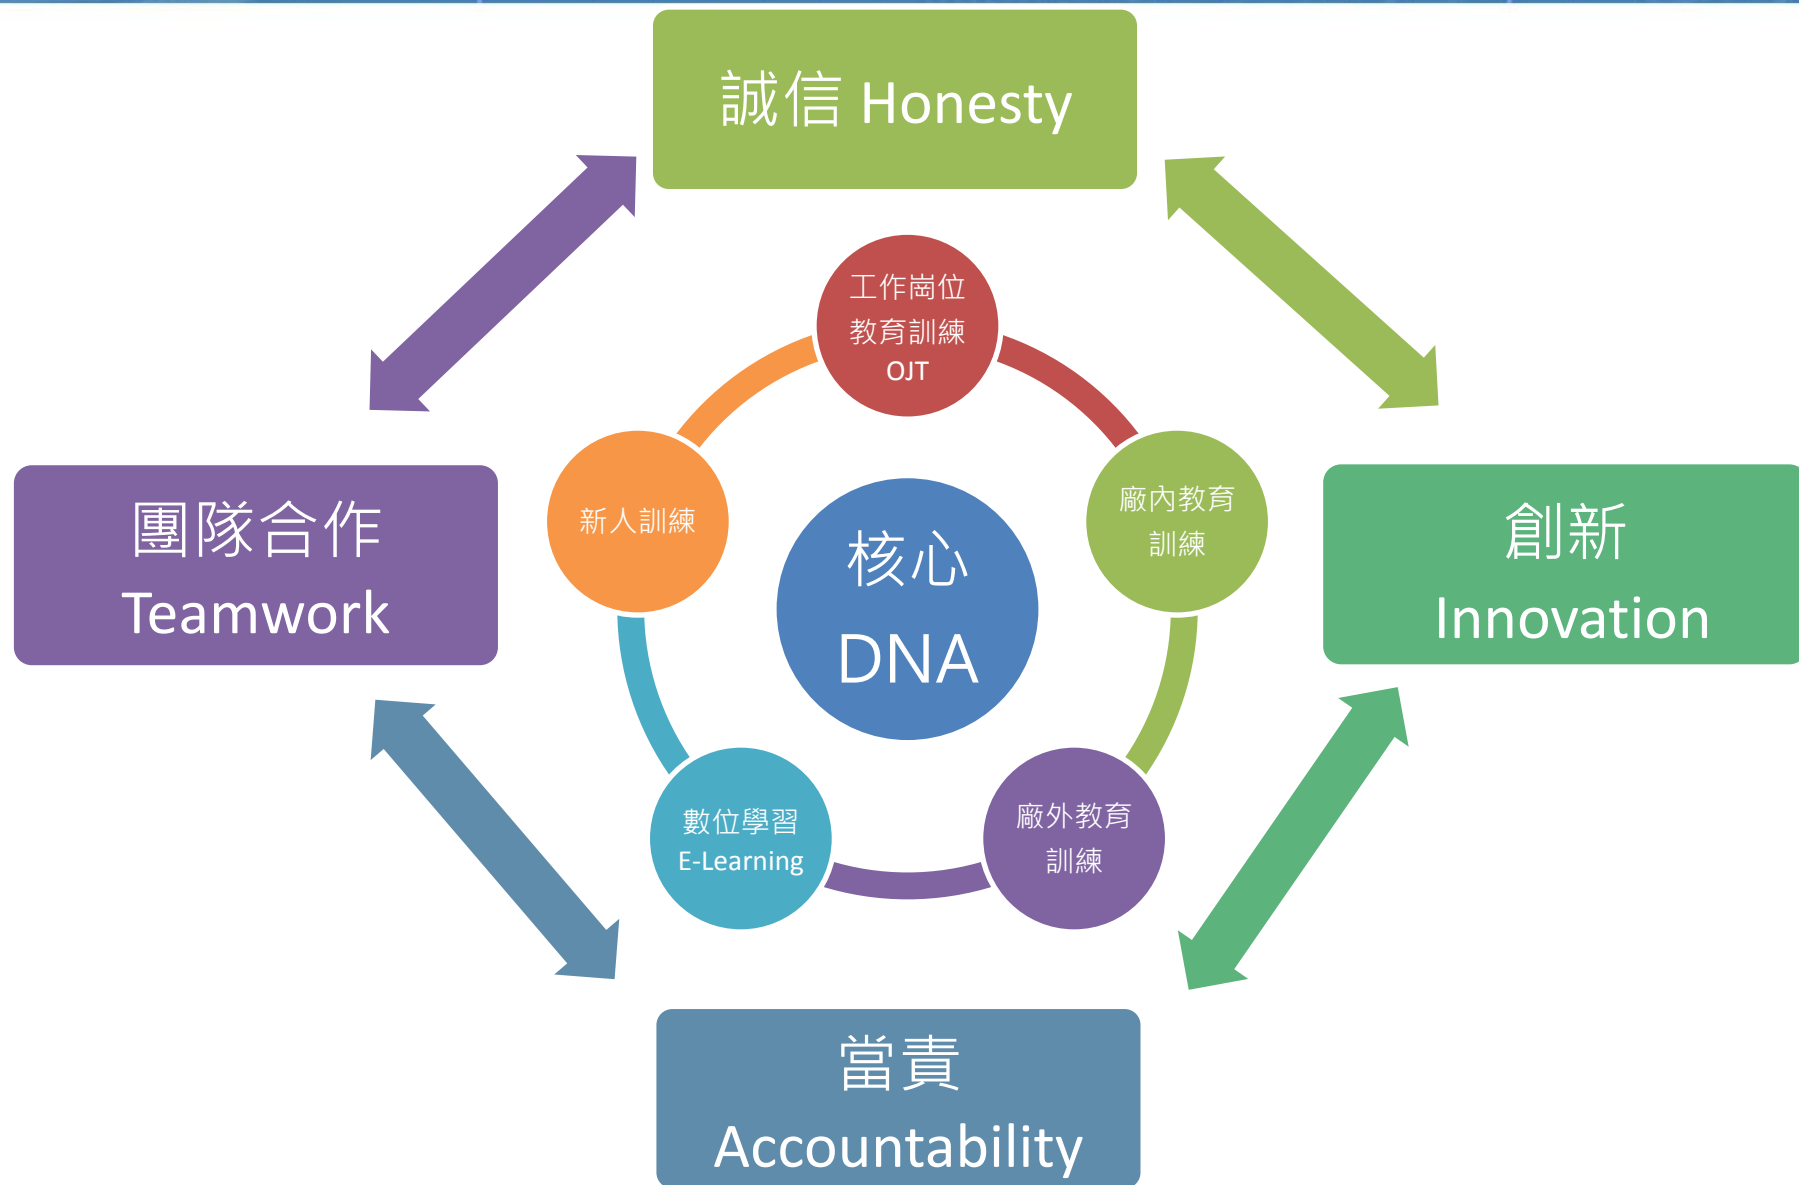 誠信 Honesty
工作崗位
教育訓練
OJT
新人訓練
廠內教育
訓練
團隊合作
Teamwork
核心
DNA
創新
Innovation
數位學習
E-Learning
廠外教育
訓練
當責
Accountability